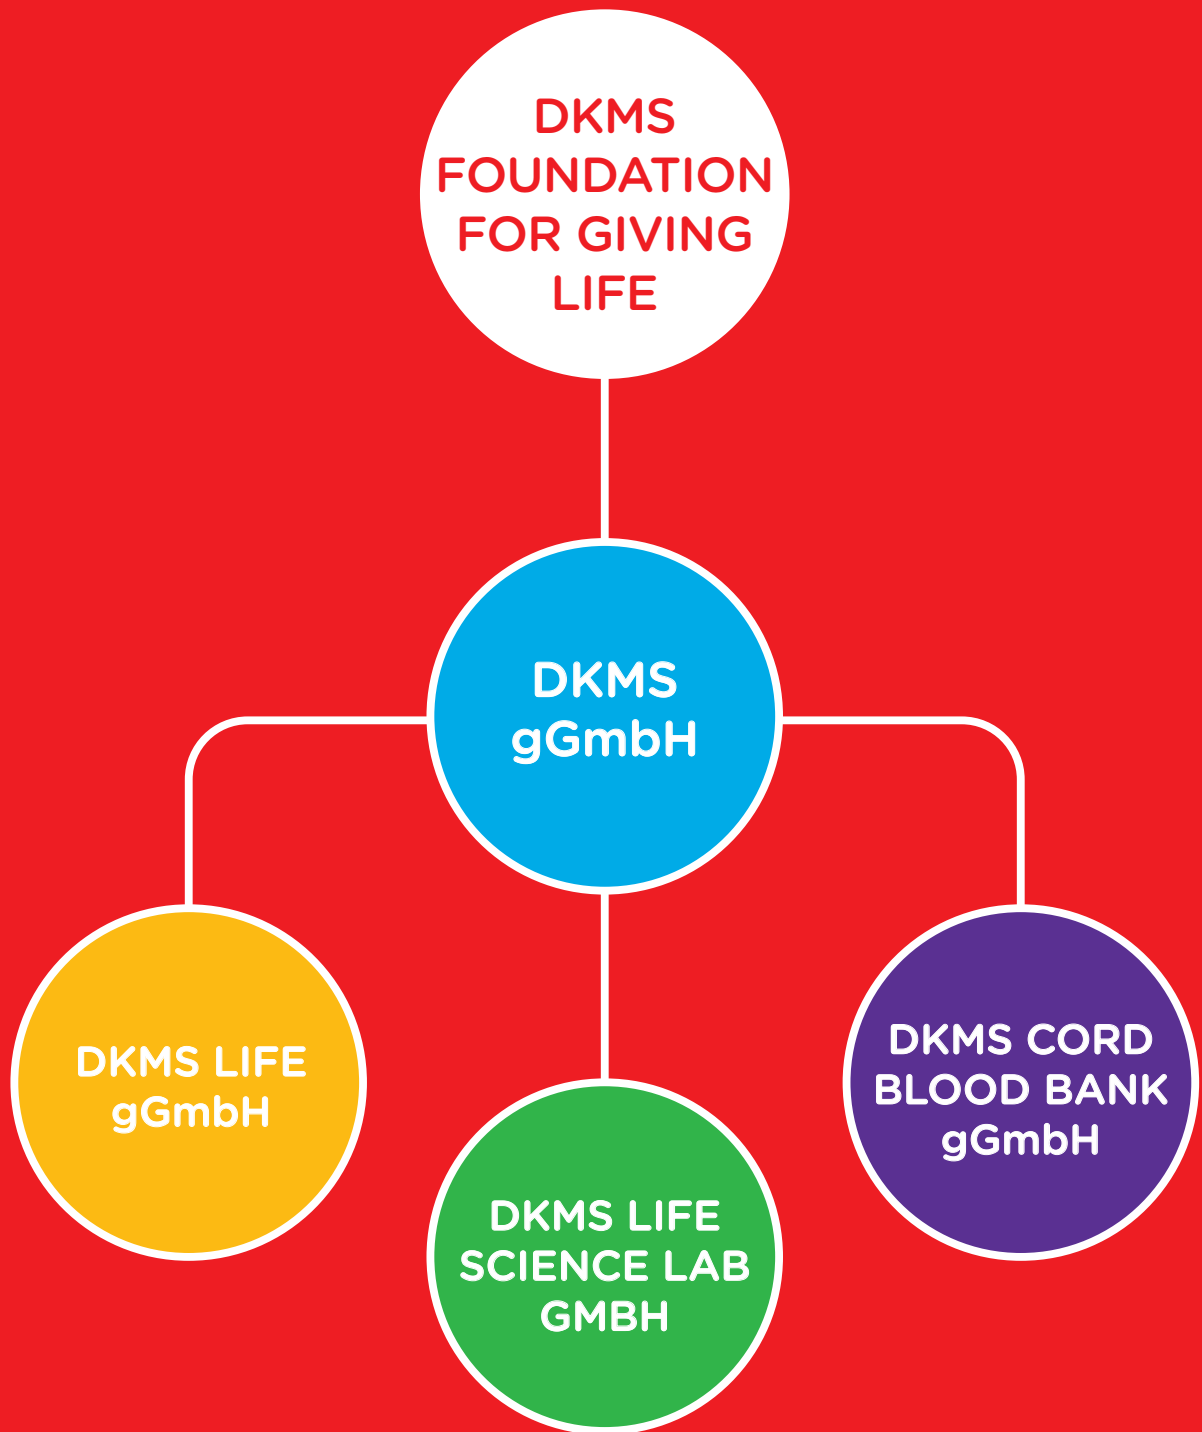 DKMS
FOUNDATION
FOR GIVING
LIFE
DKMS
gGmbH
DKMS LIFE
gGmbH
DKMS LIFE
SCIENCE LAB
GMBH
DKMS CORD
BLOOD BANK
gGmbH